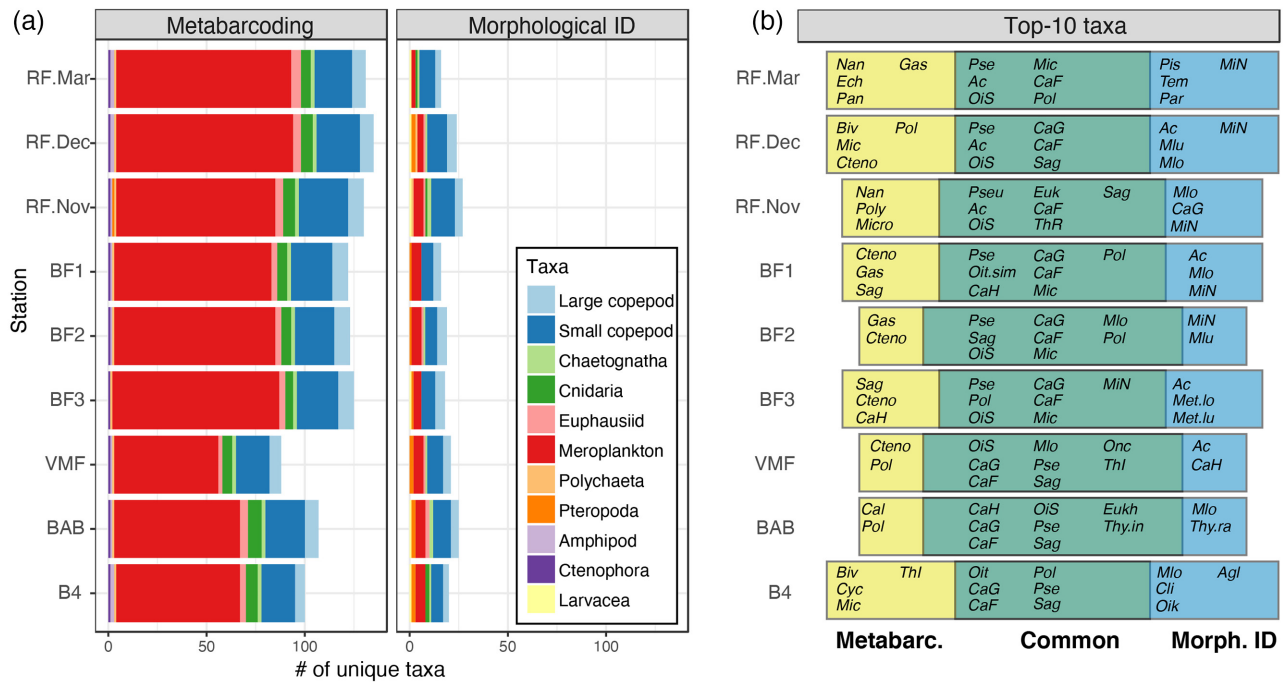 (a)
Metabarcoding
Morphological ID
Station
RF.Mar
RF.Dec
RF.Nov
BF1
BF2
BF3
VMF
BAB
B4
0
50
100
0
50
100
# of unique taxa
Taxa
Large copepod
Small copepod
Chaetognatha
Cnidaria
Euphausiid
Meroplankton
Polychaeta
Pteropoda
Amphipod
Ctenophora
Larvacea
(b)
Top-10 taxa
RF.Mar
Nan Gas
Ech
Pan
Pse Mic
Ac CaF
OiS Pol
Pis MiN
Tem
Par
RF.Dec
Biv Pol
Mic
Cteno
Pse CaG
Ac CaF
OiS Sag
Ac MiN
Mlu
Mlo
RF.Nov
Nan
Poly
Micro
Pseu Euk Sag
Ac CaF
OiS ThR
Mlo
CaG
MiN
BF1
Cteno
Gas
Sag
Pse CaG Pol
Oit.sim CaF
CaH Mic
Ac
Mlo
MiN
BF2
Gas
Cteno
Pse CaG Mlo
Sag CaF Pol
OiS Mic
MiN
Mlu
BF3
Sag
Cteno
CaH
Pse CaG MiN
Pol CaF
OiS Mic
Ac
Met.lo
Met.lu
VMF
Cteno
Pol
OiS Mlo Onc
CaG Pse ThI
CaF Sag
Ac
CaH
BAB
Cal
Pol
CaH OiS Eukh
CaG Pse Thy.in
CaF Sag
Mlo
Thy.ra
B4
Biv ThI
Cyc
Mic
Oit Pol
CaG Pse
CaF Sag
Mlo Agl
Cli
Oik
Metabarc.
Common
Morph. ID